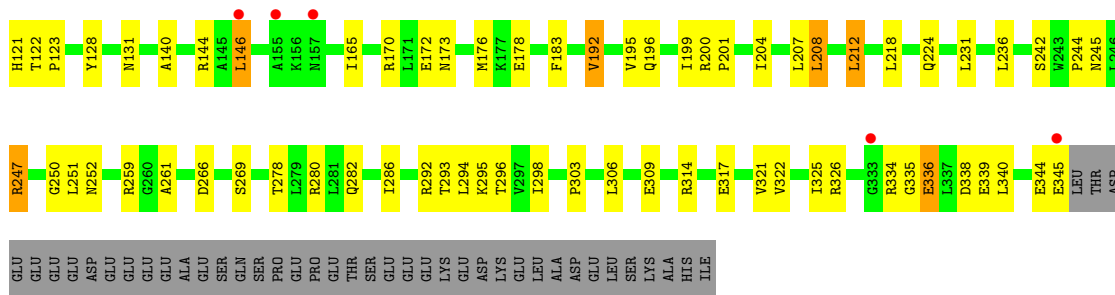 H121 T122 P123 Y128 N131 A140 R144 A145 L146 A155 K156 N157 I165 R170 L171 E172 N173 M176 K177 E178 F183 V192 V195 Q196 I199 R200 P201 I204 L207 L208 L212 L218 Q224 L231 L236 S242 W243 P244 N245 L246
R247 G250 L251 N252 R259 G260 A261 D266 S269 T278 L279 R280 L281 Q282 I286 R292 T293 L294 K295 T296 V297 I298 P303 L306 E309 R314 E317 V321 V322 I325 R326 G333 R334 G335 E336 L337 D338 E339 L340 E344 E345 LEU THR ASP
GLU GLU GLY GLU GLU ASP GLU GLY GLU ALA GLU SER GLN SER PRO GLU PRO GLU THR SER GLU GLU GLU LYS GLU ASP LYS GLU LEU ALA ASP GLU LEU SER LYS ALA HIS ILE